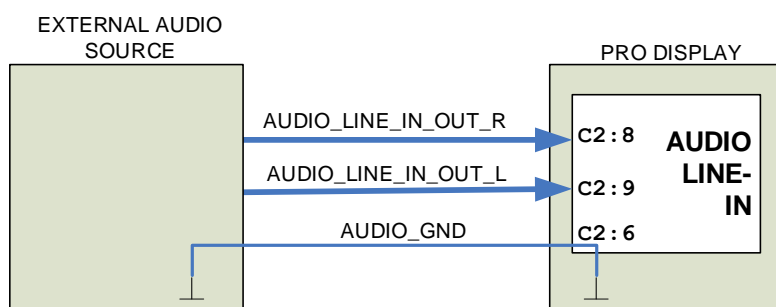 EXTERNAL AUDIO
SOURCE
PRO DISPLAY
AUDIO_LINE_IN_OUT_R
C2:8
AUDIO
LINE-
IN
AUDIO_LINE_IN_OUT_L
C2:9
AUDIO_GND
C2:6